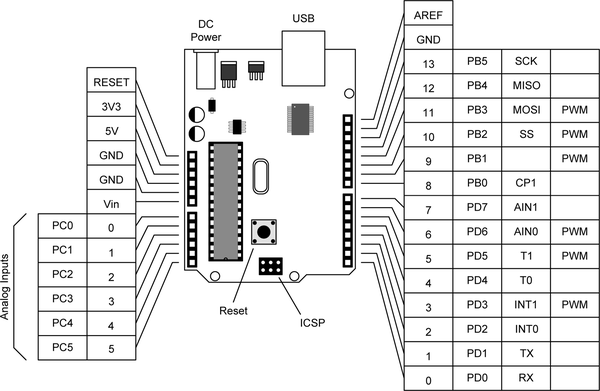 DC
Power
USB
RESET
3V3
5V
GND
GND
Vin
PC0 0
PC1 1
PC2 2
PC3 3
PC4 4
PC5 5
Analog Inputs
Reset
ICSP
AREF
GND
13 PB5 SCK
12 PB4 MISO
11 PB3 MOSI PWM
10 PB2 SS PWM
9 PB1 PWM
8 PB0 CP1
7 PD7 AIN1
6 PD6 AIN0 PWM
5 PD5 T1 PWM
4 PD4 T0
3 PD3 INT1 PWM
2 PD2 INT0
1 PD1 TX
0 PD0 RX